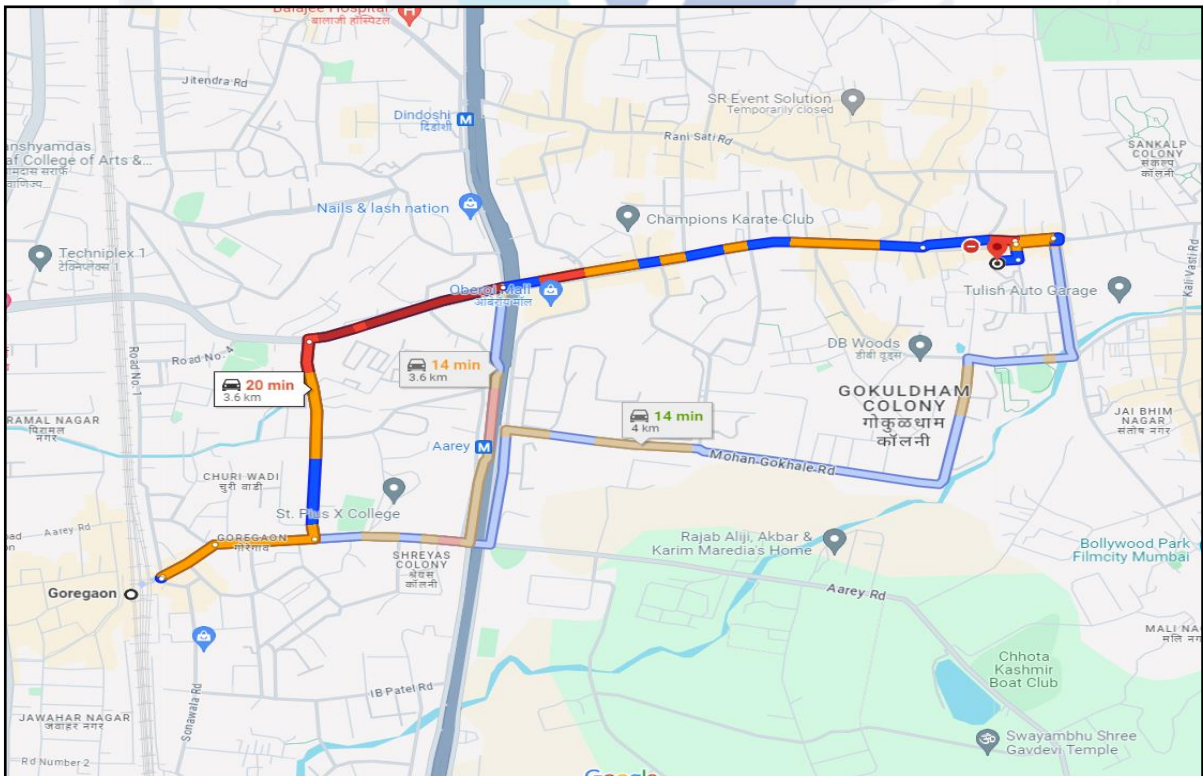 Balajee Hospital
बालाजी हॉस्पिटल
Jitendra Rd
Dindoshi
दिंडोशी
SR Event Solution
Temporarily closed
Rani Sati Rd
SANKALP
COLONY
संकल्प
कॉलनी
anshyamdas
af College of Arts &...
Nails & lash nation
Champions Karate Club
Techniplex 1
टेक्निप्लेक्स 1
Kali Vasti Rd
Oberoi Mall
ओबेरॉय मॉल
Tulish Auto Garage
Road No. 1
Road No-4
DB Woods
डीबी वूड्स
14 min
3.6 km
20 min
3.6 km
GOKULDHAM
COLONY
गोकुळधाम
कॉलनी
14 min
4 km
JAI BHIM
NAGAR
संतोष नगर
RAMAL NAGAR
पिरामल
नगर
Aarey
Mohan Gokhale Rd
CHURI WADI
चुरी वाडी
St. Pius X College
Aarey Rd
GOREGAON
गोरेगाव
SHREYAS
COLONY
श्रेयस
कॉलनी
Rajab Aliji, Akbar &
Karim Maredia's Home
Bollywood Park
Filmcity Mumbai
Goregaon
Aarey Rd
MALI NA
मलि नग
Chhota
Kashmir
Boat Club
IB Patel Rd
Sonawala Rd
JAWAHAR NAGAR
जवाहर नगर
Swayambhu Shree
Gavdevi Temple
Rd Number 2
Google